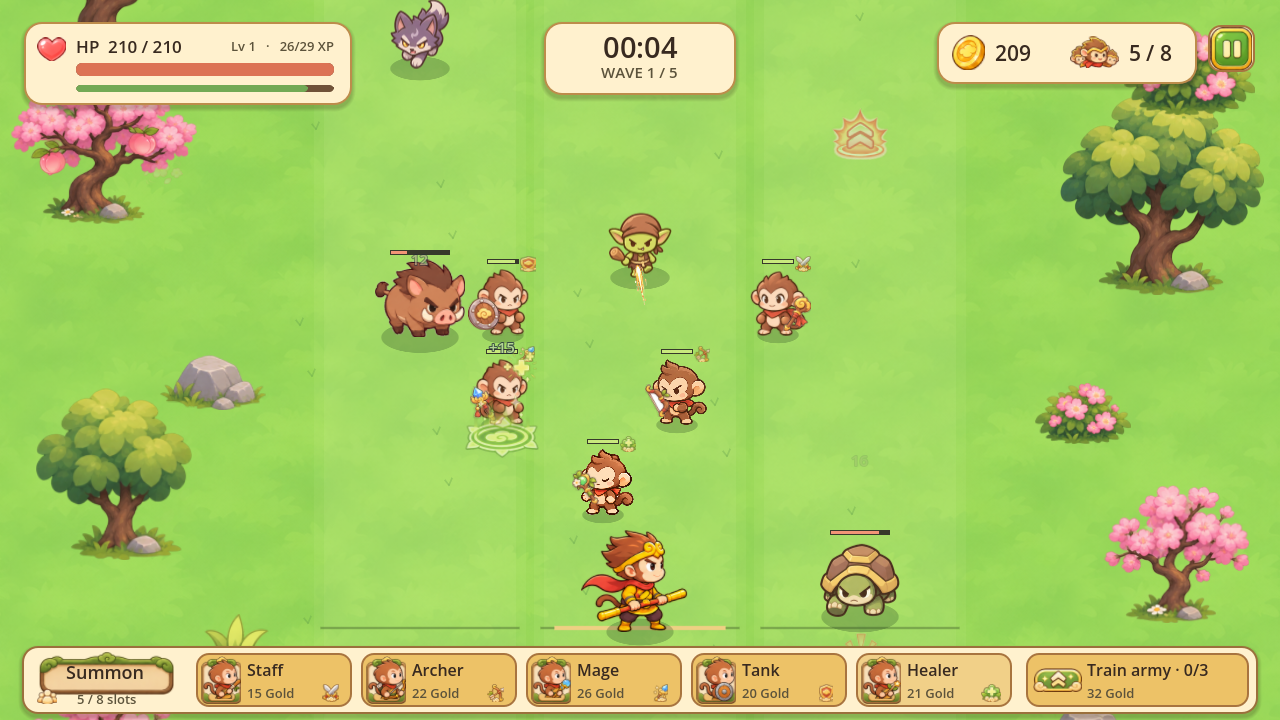 HP 210 / 210
Lv 1 · 26/29 XP
00:04
WAVE 1 / 5
209
5 / 8
12
+15
16
Summon
5 / 8 slots
Staff
15 Gold
Archer
22 Gold
Mage
26 Gold
Tank
20 Gold
Healer
21 Gold
Train army · 0/3
32 Gold